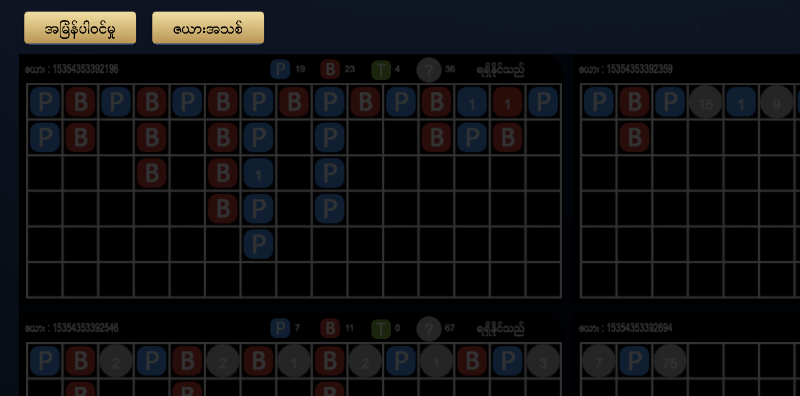 အမြန်ပါဝင်မှု ဇယားအသစ်
ဇယား : 15354353392196 P 19 B 23 T 4 ? 36 ရရှိနိုင်သည် ဇယား : 15354353392359
P B P B P B P B P B P B 1 1 P P B P 15 1 9
P B B B P P B P B B
B B 1 P
B P P
P
ဇယား : 15354353392546 P 7 B 11 T 0 ? 67 ရရှိနိုင်သည် ဇယား : 15354353392694
P B 2 P B 2 B 1 B 2 P 1 B P 3 7 P 75
B B B